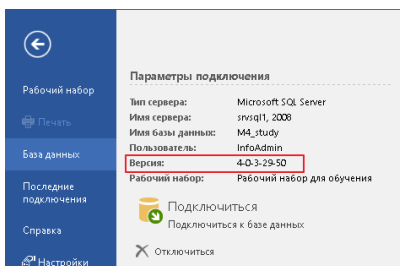 Параметры подключения
Рабочий набор
Тип сервера: Microsoft SQL Server
Имя сервера: srvsql1, 2008
Печать
Имя базы данных: M4_study
Пользователь: InfoAdmin
База данных
Версия: 4-0-3-29-50
Рабочий набор: Рабочий набор для обучения
Последние
подключения
Подключиться
Подключиться к базе данных
Справка
Отключиться
Настройки